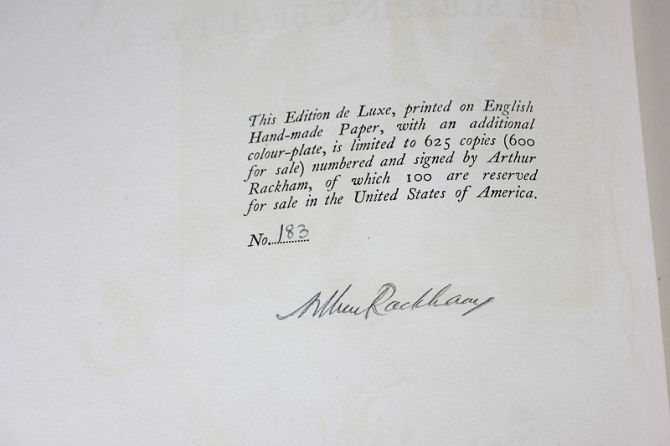 This Edition de Luxe, printed on English
Hand-made Paper, with an additional
colour-plate, is limited to 625 copies (600
for sale) numbered and signed by Arthur
Rackham, of which 100 are reserved
for sale in the United States of America.
No. 183
Arthur Rackham